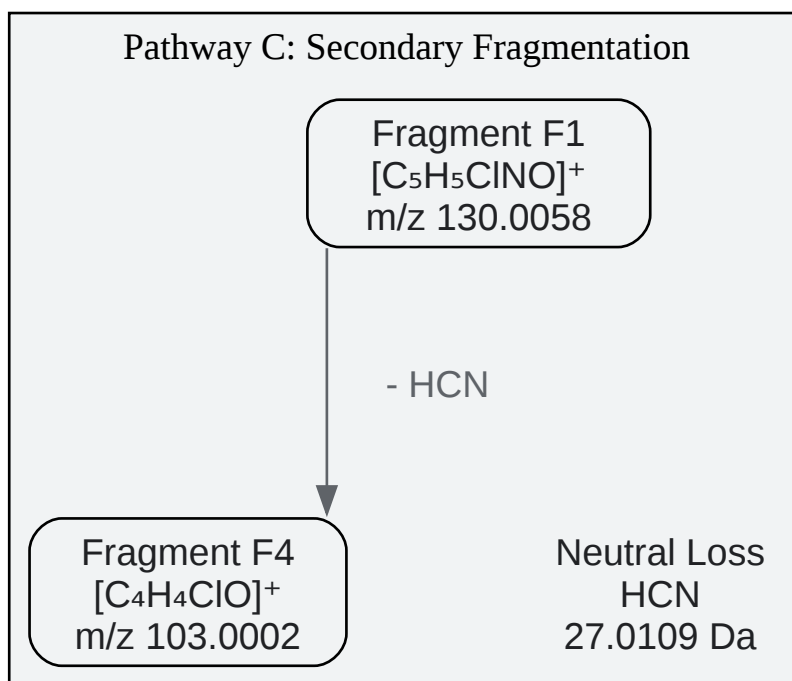 Pathway C: Secondary Fragmentation
Fragment F1
[C₅H₅ClNO]⁺
m/z 130.0058
- HCN
Fragment F4
[C₄H₄ClO]⁺
m/z 103.0002
Neutral Loss
HCN
27.0109 Da